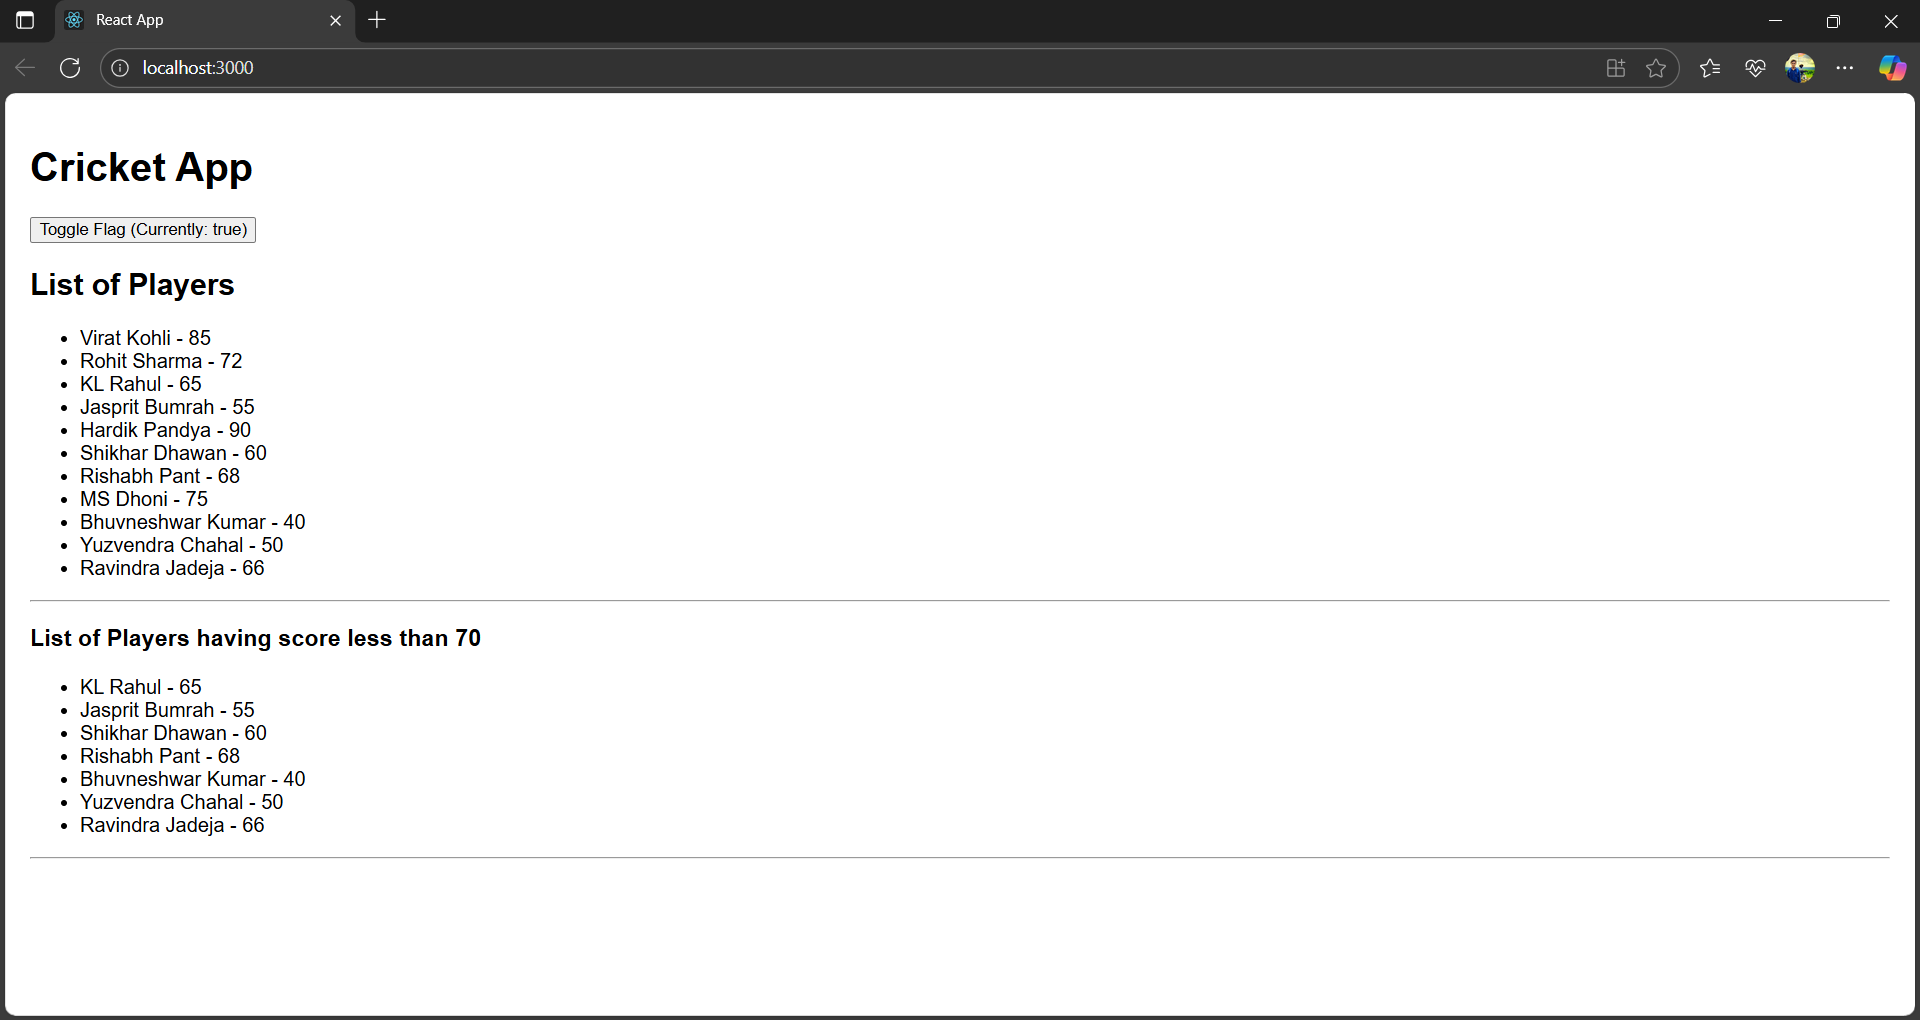 React App
localhost:3000
Cricket App
Toggle Flag (Currently: true)
List of Players
Virat Kohli - 85
Rohit Sharma - 72
KL Rahul - 65
Jasprit Bumrah - 55
Hardik Pandya - 90
Shikhar Dhawan - 60
Rishabh Pant - 68
MS Dhoni - 75
Bhuvneshwar Kumar - 40
Yuzvendra Chahal - 50
Ravindra Jadeja - 66
List of Players having score less than 70
KL Rahul - 65
Jasprit Bumrah - 55
Shikhar Dhawan - 60
Rishabh Pant - 68
Bhuvneshwar Kumar - 40
Yuzvendra Chahal - 50
Ravindra Jadeja - 66